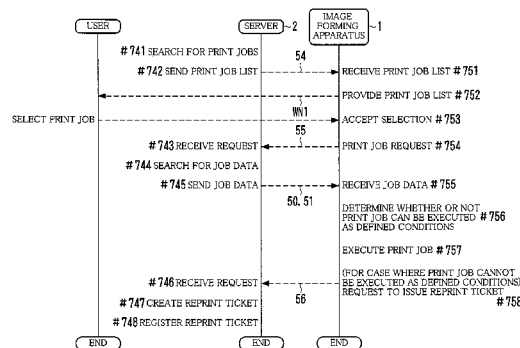 USER
SERVER
2
IMAGE
FORMING
APPARATUS
1
#741 SEARCH FOR PRINT JOBS
54
#742 SEND PRINT JOB LIST
RECEIVE PRINT JOB LIST #751
PROVIDE PRINT JOB LIST #752
WN1
SELECT PRINT JOB
ACCEPT SELECTION #753
55
#743 RECEIVE REQUEST
PRINT JOB REQUEST #754
#744 SEARCH FOR JOB DATA
#745 SEND JOB DATA
RECEIVE JOB DATA #755
50, 51
DETERMINE WHETHER OR NOT
PRINT JOB CAN BE EXECUTED #756
AS DEFINED CONDITIONS
EXECUTE PRINT JOB #757
(FOR CASE WHERE PRINT JOB CANNOT
#746 RECEIVE REQUEST
BE EXECUTED AS DEFINED CONDITIONS)
56
REQUEST TO ISSUE REPRINT TICKET
#758
#747 CREATE REPRINT TICKET
#748 REGISTER REPRINT TICKET
END
END
END